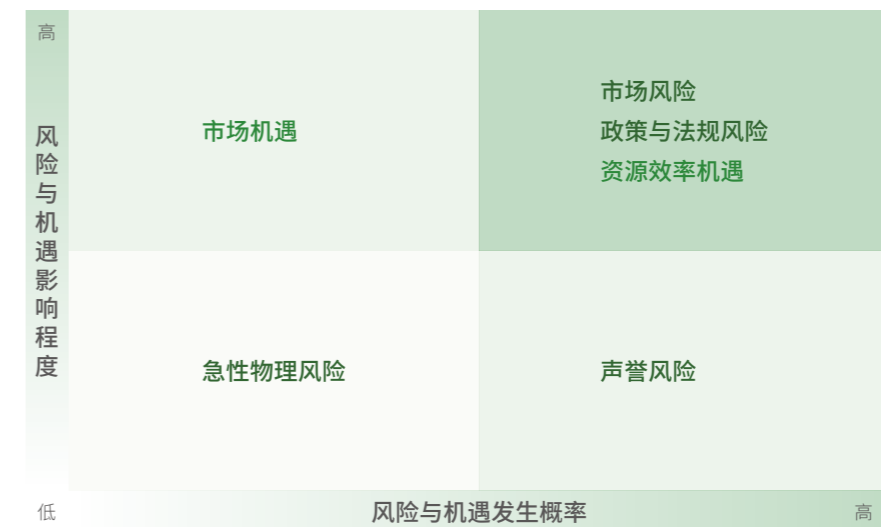 高
风险与机遇影响程度
市场机遇
市场风险
政策与法规风险
资源效率机遇
急性物理风险
声誉风险
低
风险与机遇发生概率
高